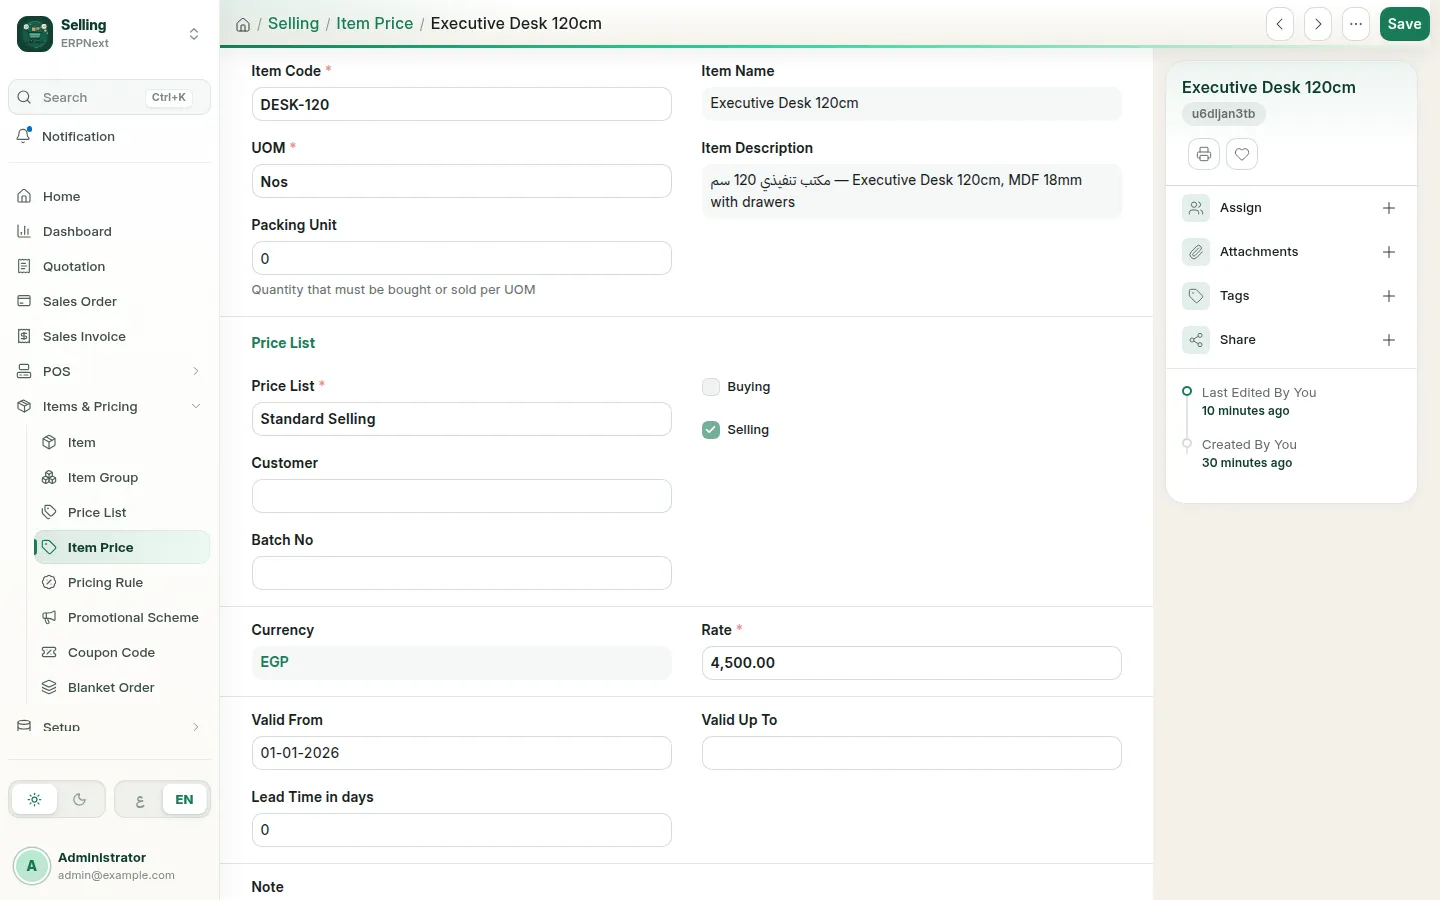 Selling
ERPNext
Search
Ctrl+K
Notification
Home
Dashboard
Quotation
Sales Order
Sales Invoice
POS
Items & Pricing
Item
Item Group
Price List
Item Price
Pricing Rule
Promotional Scheme
Coupon Code
Blanket Order
Setup
ع
EN
A
Administrator
admin@example.com
/ Selling / Item Price / Executive Desk 120cm
Save
Item Code *
DESK-120
Item Name
Executive Desk 120cm
UOM *
Nos
Item Description
مكتب تنفيذي 120 سم — Executive Desk 120cm, MDF 18mm
with drawers
Packing Unit
0
Quantity that must be bought or sold per UOM
Price List
Price List *
Standard Selling
Buying
Selling
Customer
Batch No
Currency
EGP
Rate *
4,500.00
Valid From
01-01-2026
Valid Up To
Lead Time in days
0
Note
Executive Desk 120cm
u6dljan3tb
Assign
Attachments
Tags
Share
Last Edited By You
10 minutes ago
Created By You
30 minutes ago